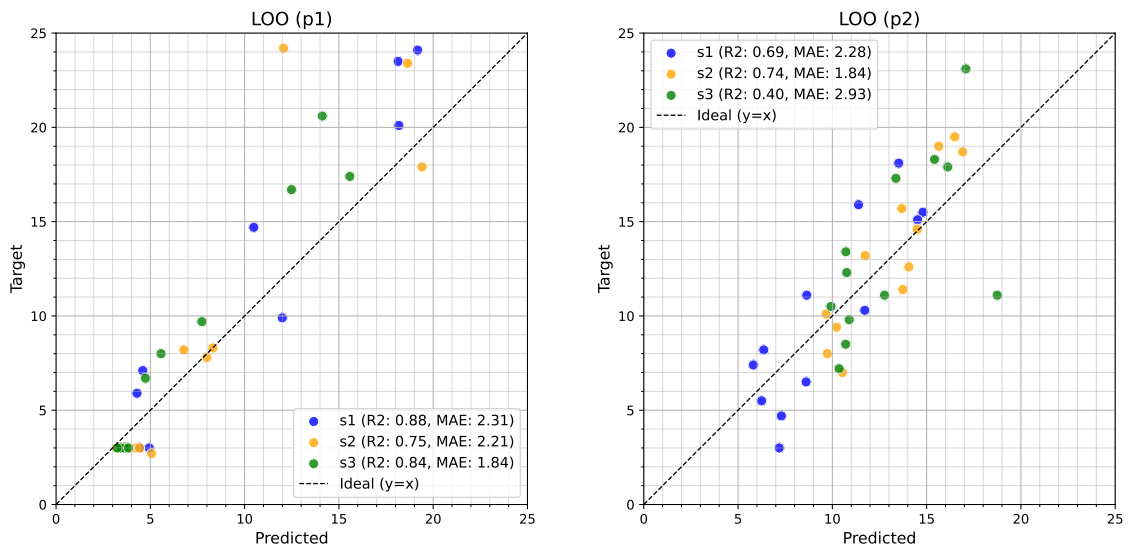 LOO (p1)
25
20
15
10
5
0
0
5
10
15
20
25
Target
Predicted
s1 (R2: 0.88, MAE: 2.31)
s2 (R2: 0.75, MAE: 2.21)
s3 (R2: 0.84, MAE: 1.84)
Ideal (y=x)
LOO (p2)
25
20
15
10
5
0
0
5
10
15
20
25
Target
Predicted
s1 (R2: 0.69, MAE: 2.28)
s2 (R2: 0.74, MAE: 1.84)
s3 (R2: 0.40, MAE: 2.93)
Ideal (y=x)